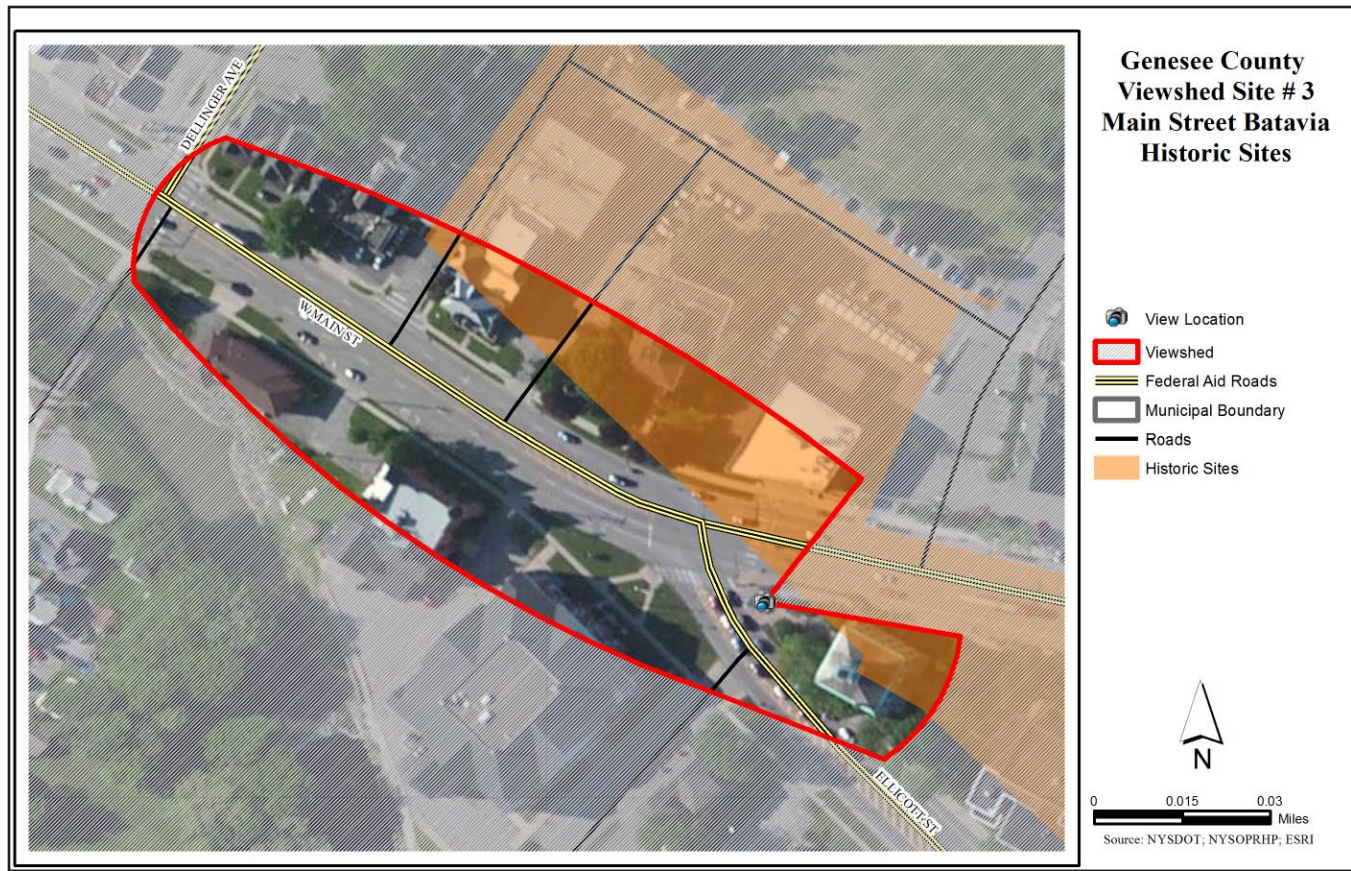 Genesee County
Viewshed Site # 3
Main Street Batavia
Historic Sites
DELLINGER AVE
W MAIN ST
ELLICOTT ST
View Location
Viewshed
Federal Aid Roads
Municipal Boundary
Roads
Historic Sites
N
0 0.015 0.03
Miles
Source: NYSDOT; NYSOPRHP; ESRI